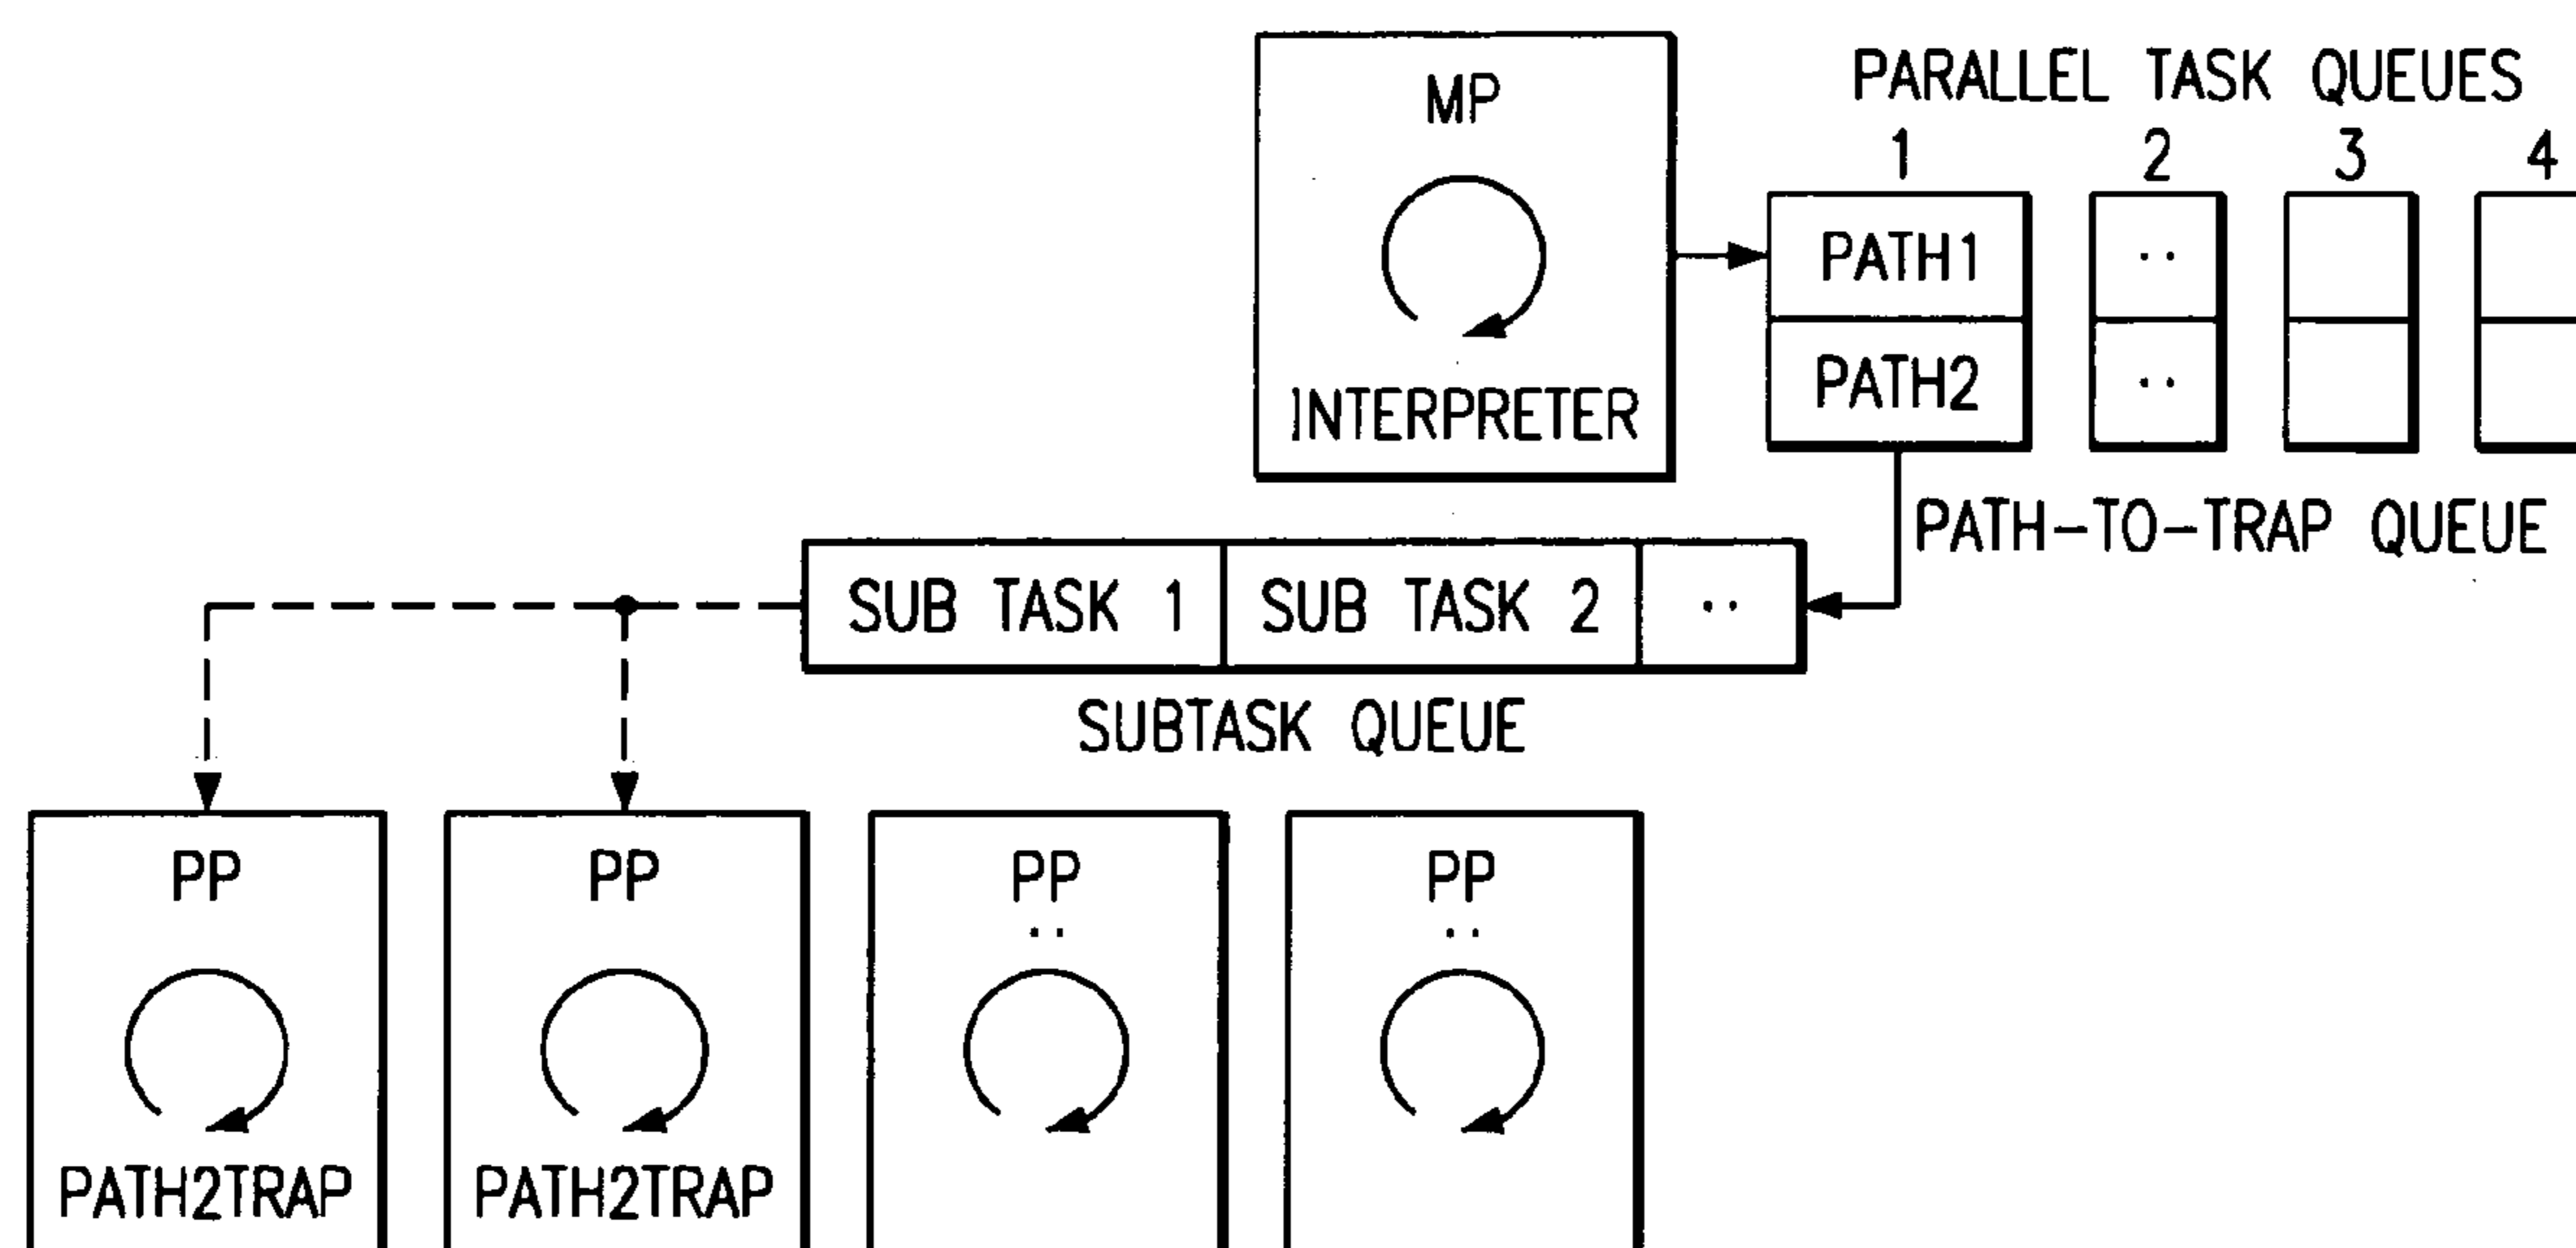 MP
INTERPRETER
PARALLEL TASK QUEUES
1 2 3 4
PATH1 ..
PATH2 ..
PATH-TO-TRAP QUEUE
SUB TASK 1 SUB TASK 2 ..
SUBTASK QUEUE
PP PP PP PP
.. ..
PATH2TRAP PATH2TRAP